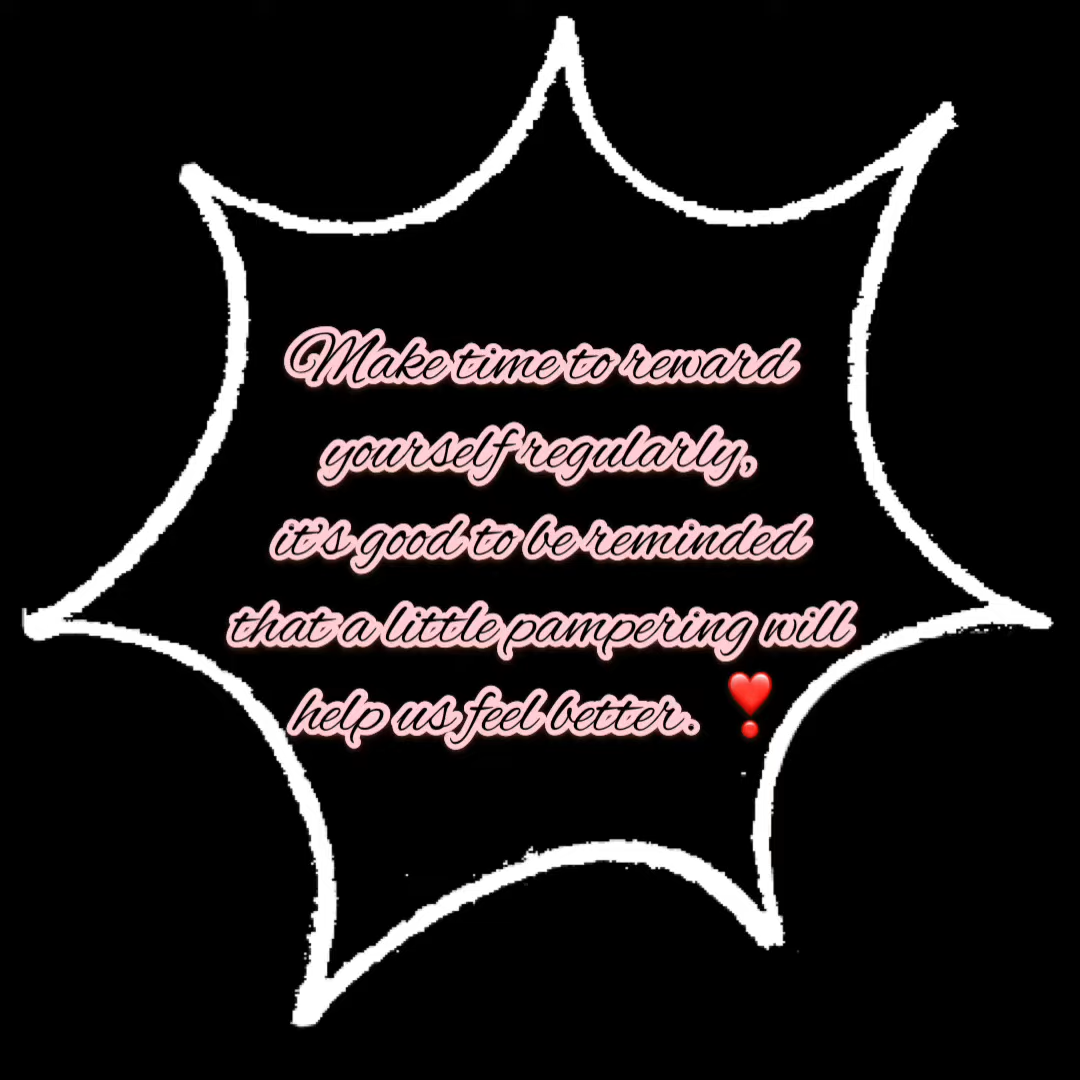 Make time to reward
yourself regularly,
it's good to be reminded
that a little pampering will
help us feel better. ❣️